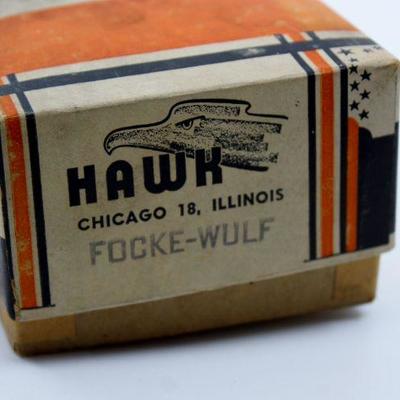 HAWK
CHICAGO 18, ILLINOIS
FOCKE-WULF